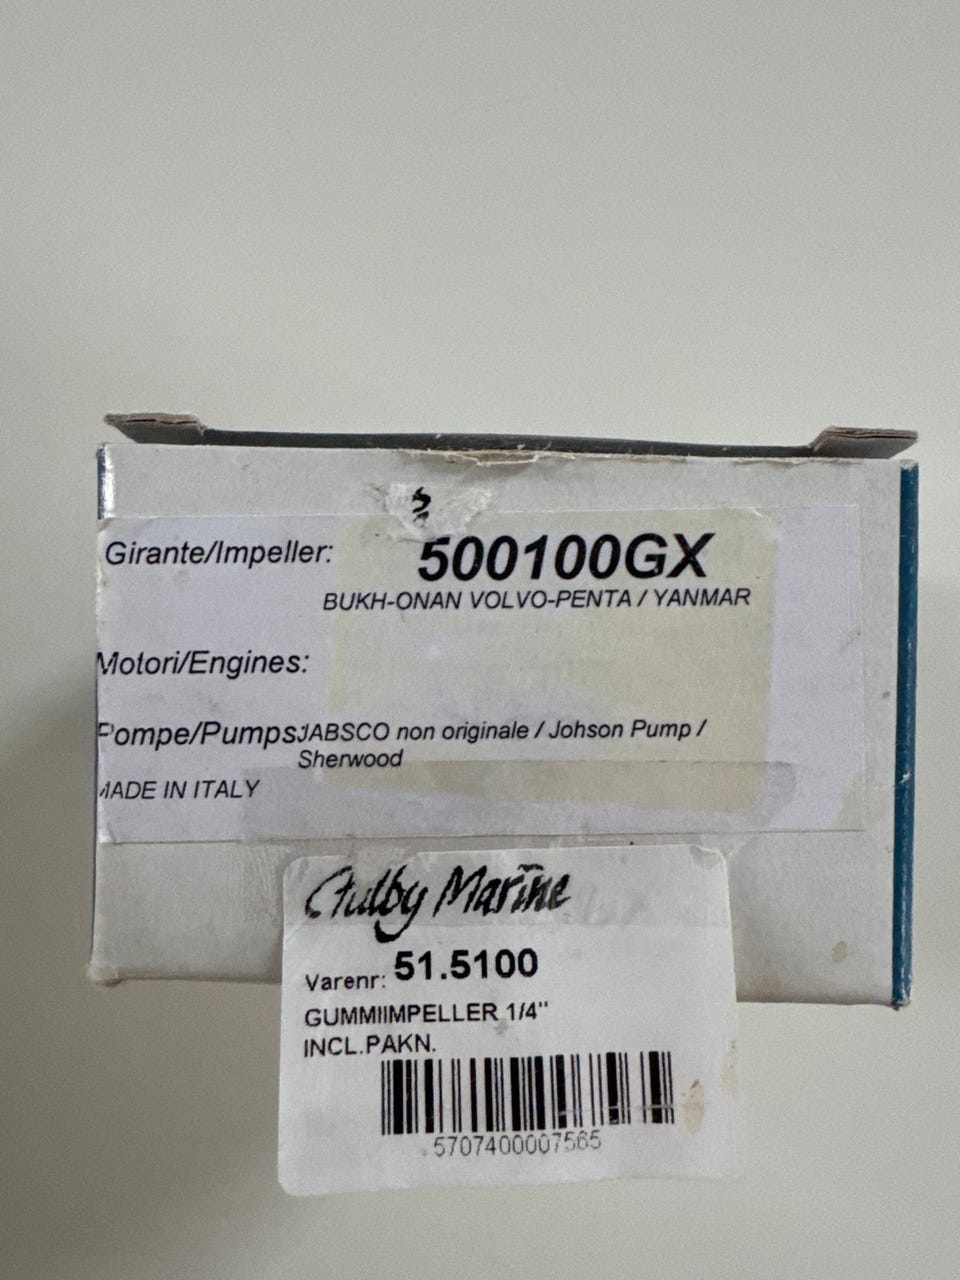 Girante/Impeller: 500100GX
BUKH-ONAN VOLVO-PENTA / YANMAR
Motori/Engines:
Pompe/Pumps: JABSCO non originale / Johson Pump /
Sherwood
MADE IN ITALY
Marine
Varenr: 51.5100
GUMMIIMPELLER 1/4"
INCL.PAKN.
5707400007565